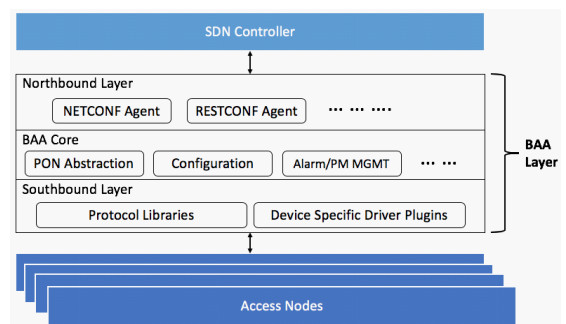 SDN Controller
Northbound Layer
NETCONF Agent RESTCONF Agent ... ... ....
BAA Core
PON Abstraction Configuration Alarm/PM MGMT ... ...
Southbound Layer
Protocol Libraries Device Specific Driver Plugins
BAA
Layer
Access Nodes